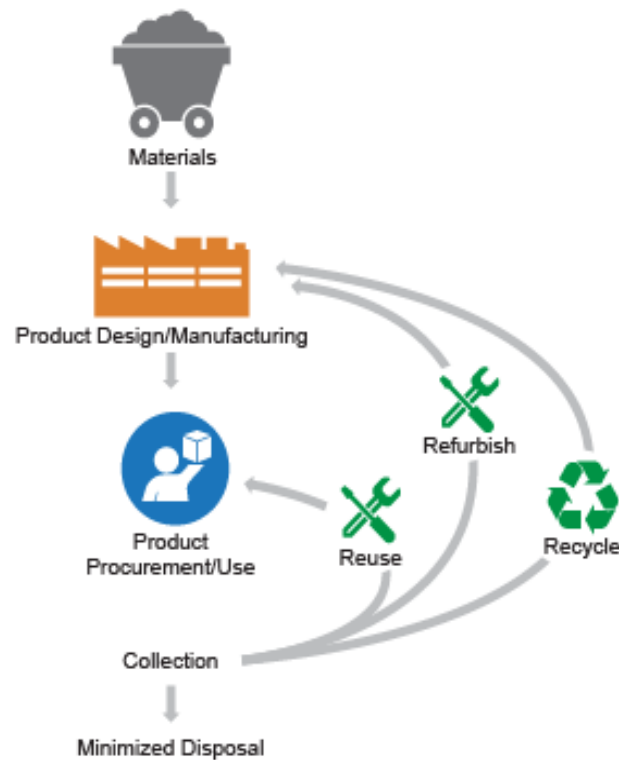 Materials
Product Design/Manufacturing
Refurbish
Product
Procurement/Use
Reuse
Recycle
Collection
Minimized Disposal